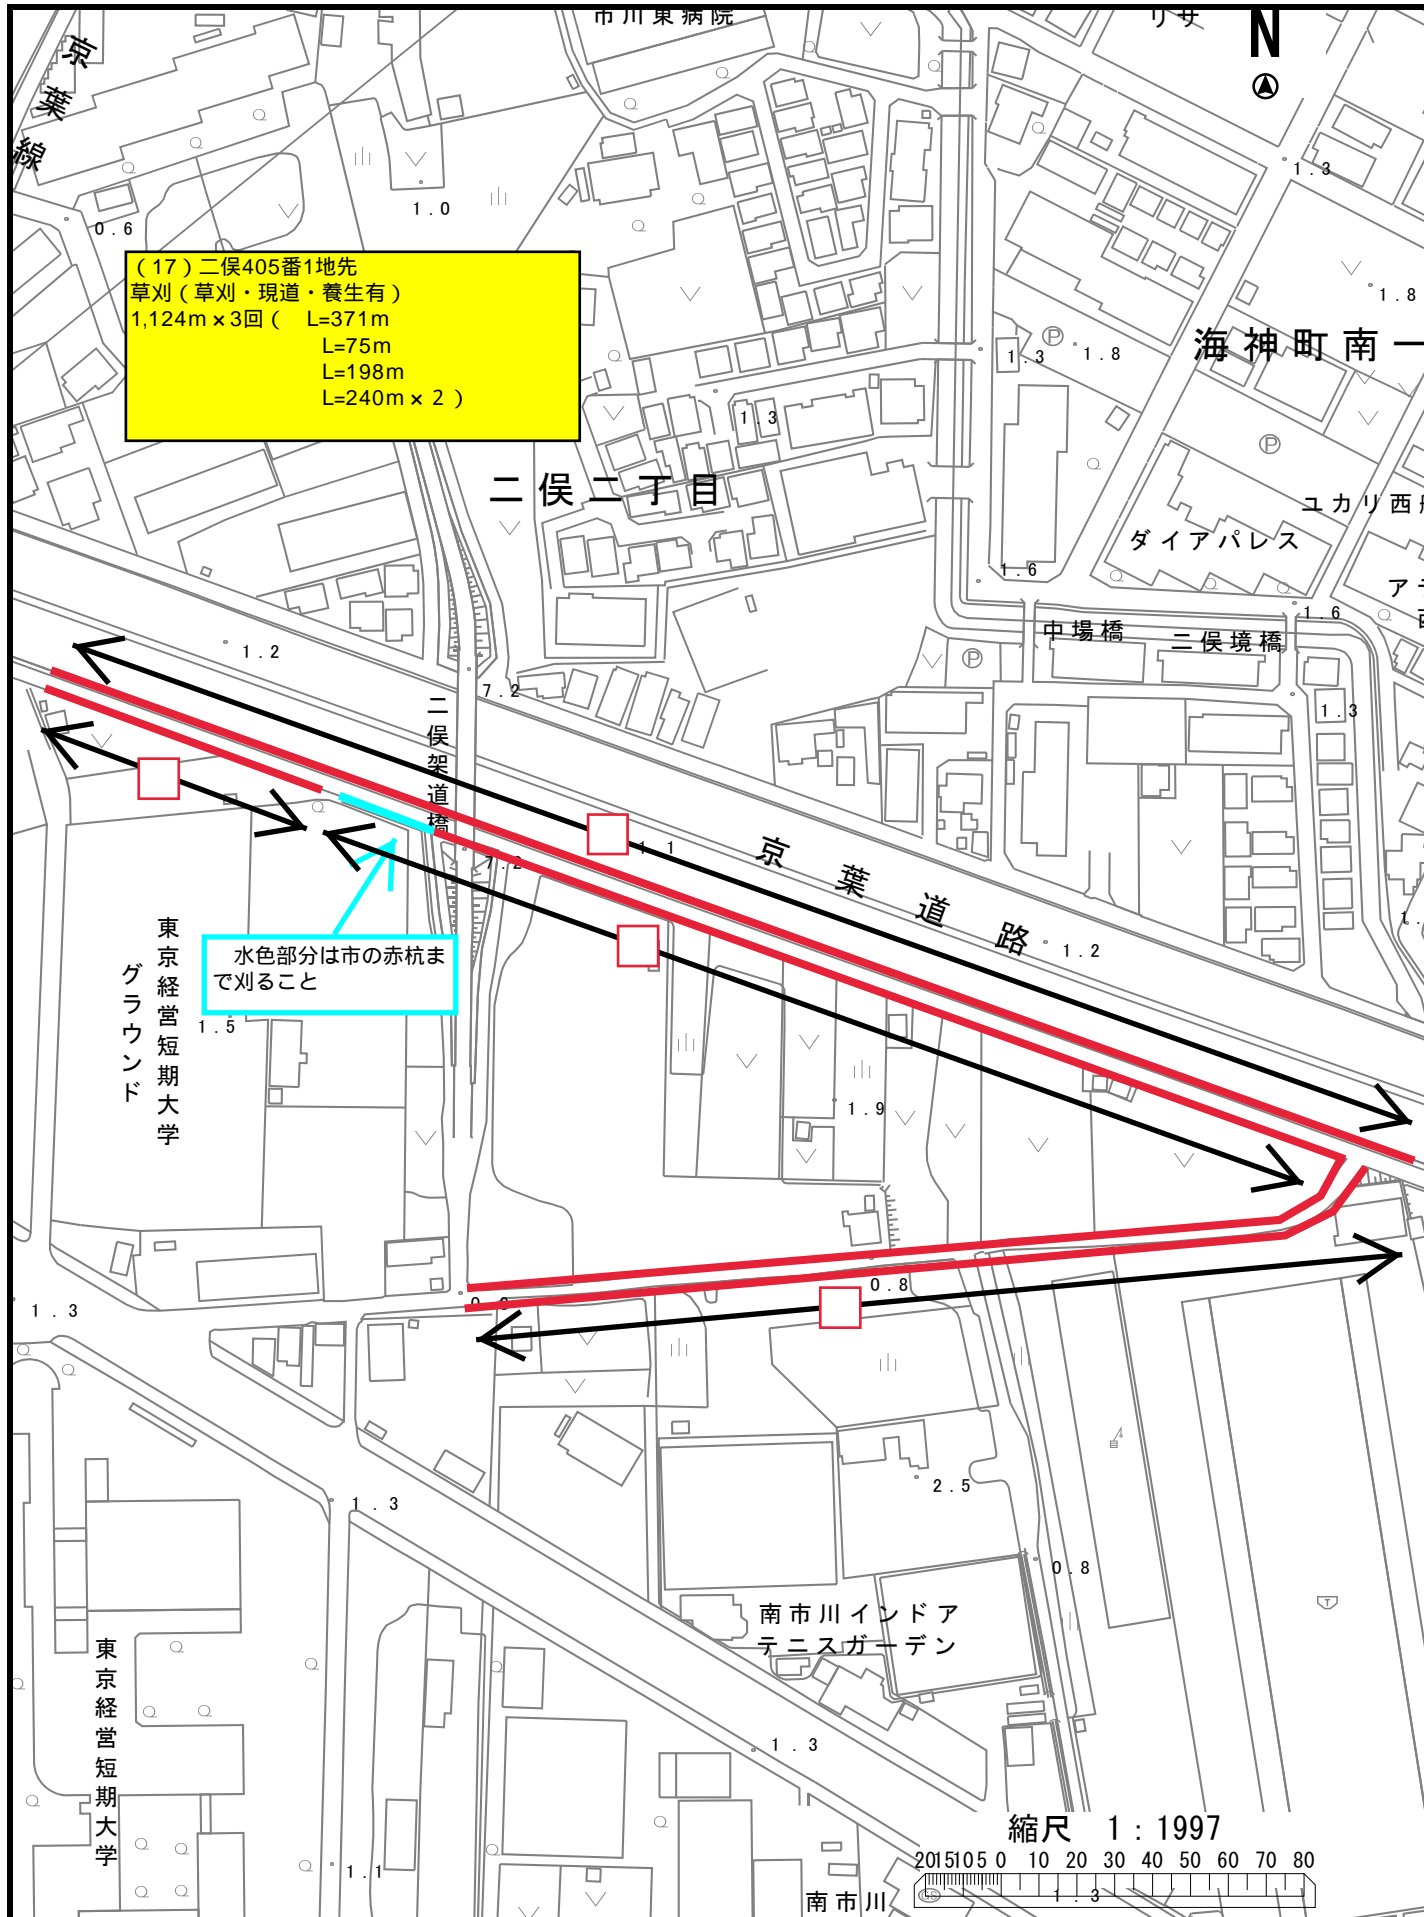 市川東病院
リサ
N
京葉線
1.3
1.0
0.6
(17)二俣405番1地先
草刈(草刈・現道・養生有)
1,124m×3回( L=371m
L=75m
L=198m
L=240m×2)
1.8
海神町南一
1.3
P
1.8
1.3
P
二俣二丁目
ユカリ西
ダイアパレス
1.6
1.6
中場橋
二俣境橋
1.2
P
7.2
1.3
二俣架道橋
京葉道路
7.2
1.2
水色部分は市の赤杭ま
で刈ること
東京経営短期大学
グラウンド
1.5
1.9
0.8
1.3
2.5
1.3
0.8
南市川インドア
テニスガーデン
東京経営短期大学
1.3
縮尺 1:1997
20 15 10 5 0 10 20 30 40 50 60 70 80
1.1
1.3
南市川